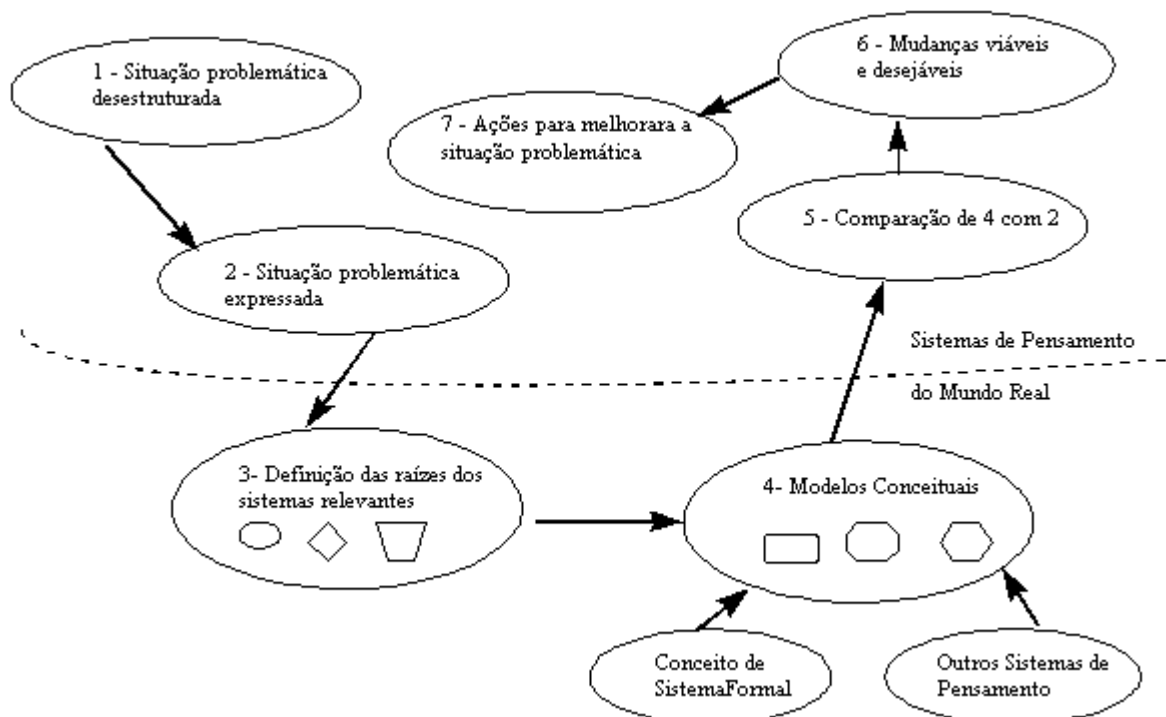 1 - Situação problemática
desestruturada
2 - Situação problemática
expressada
3- Definição das raízes dos
sistemas relevantes
4- Modelos Conceituais
Conceito de
SistemaFormal
Outros Sistemas de
Pensamento
5 - Comparação de 4 com 2
6 - Mudanças viáveis
e desejáveis
7 - Ações para melhorara a
situação problemática
Sistemas de Pensamento
do Mundo Real